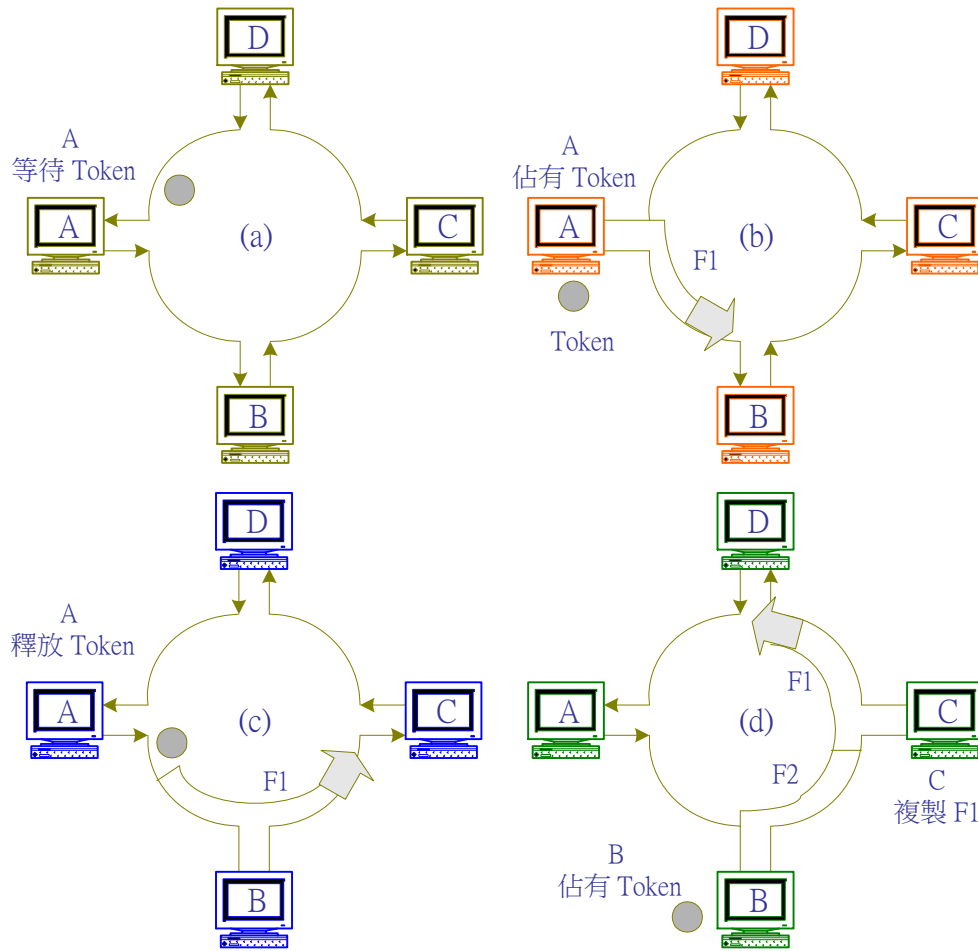 D
A
等待 Token
A
(a)
C
B
D
A
佔有 Token
A
(b)
C
F1
Token
B
D
A
釋放 Token
A
(c)
C
F1
B
D
A
(d)
F1
C
F2
C
複製 F1
B
佔有 Token
B